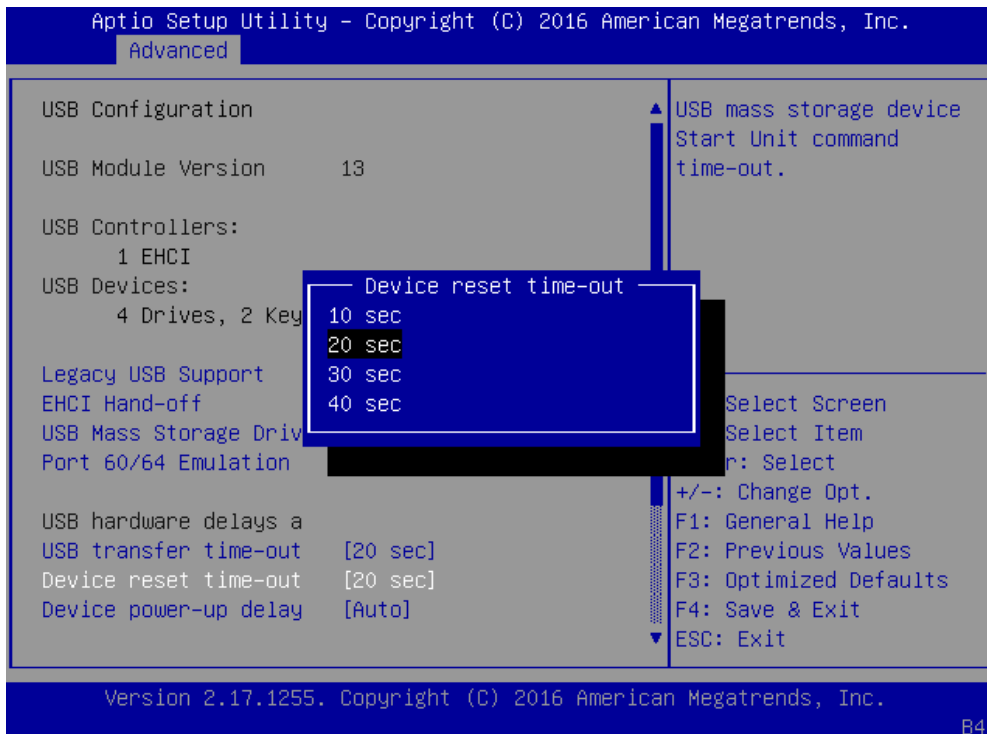 Aptio Setup Utility – Copyright (C) 2016 American Megatrends, Inc.
Advanced
USB Configuration
USB Module Version 13
USB Controllers:
1 EHCI
USB Devices:
4 Drives, 2 Key
Legacy USB Support
EHCI Hand-off
USB Mass Storage Driv
Port 60/64 Emulation
USB hardware delays a
USB transfer time-out [20 sec]
Device reset time-out [20 sec]
Device power-up delay [Auto]
Device reset time-out
10 sec
20 sec
30 sec
40 sec
USB mass storage device
Start Unit command
time-out.
Select Screen
Select Item
r: Select
+/-: Change Opt.
F1: General Help
F2: Previous Values
F3: Optimized Defaults
F4: Save & Exit
ESC: Exit
Version 2.17.1255. Copyright (C) 2016 American Megatrends, Inc.
B4